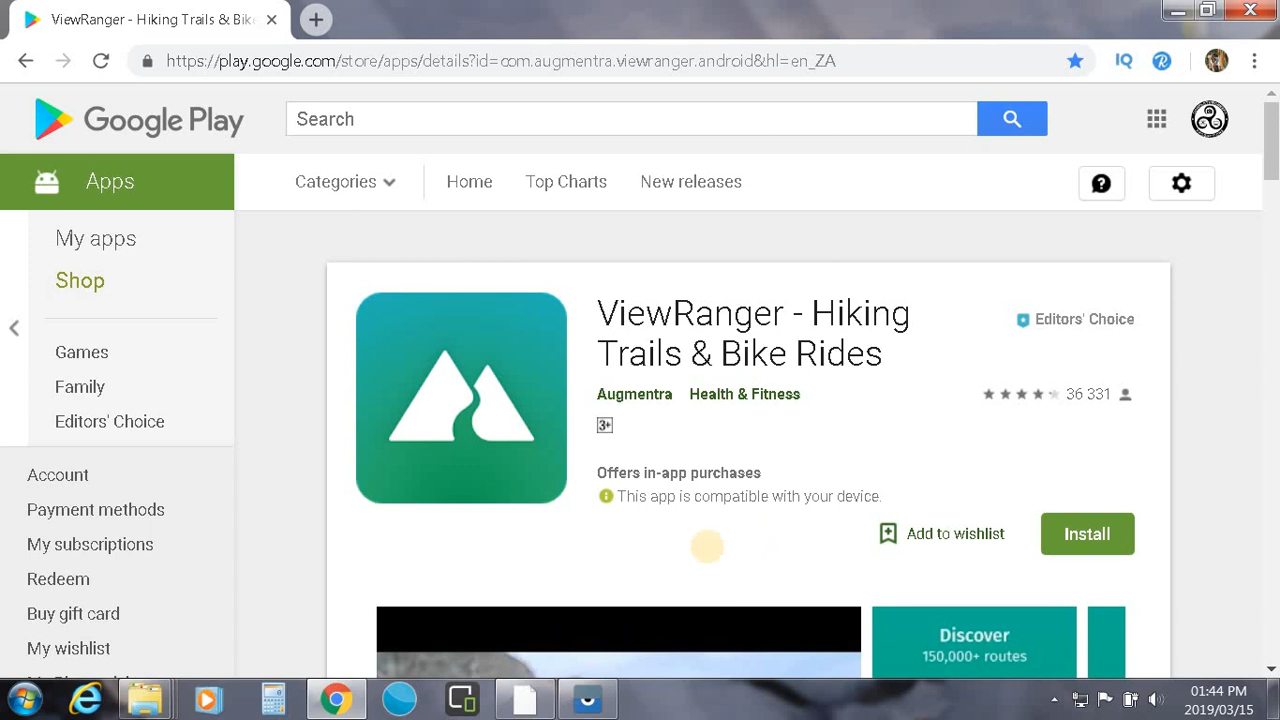 ViewRanger - Hiking Trails & Bike
https://play.google.com/store/apps/details?id=com.augmentra.viewranger.android&hl=en_ZA
IQ
Google Play
Search
Apps
Categories
Home
Top Charts
New releases
My apps
Shop
Games
Family
Editors' Choice
Account
Payment methods
My subscriptions
Redeem
Buy gift card
My wishlist
ViewRanger - Hiking
Trails & Bike Rides
Editors' Choice
Augmentra Health & Fitness
36 331
3+
Offers in-app purchases
This app is compatible with your device.
Add to wishlist
Install
Discover
150,000+ routes
01:44 PM
2019/03/15